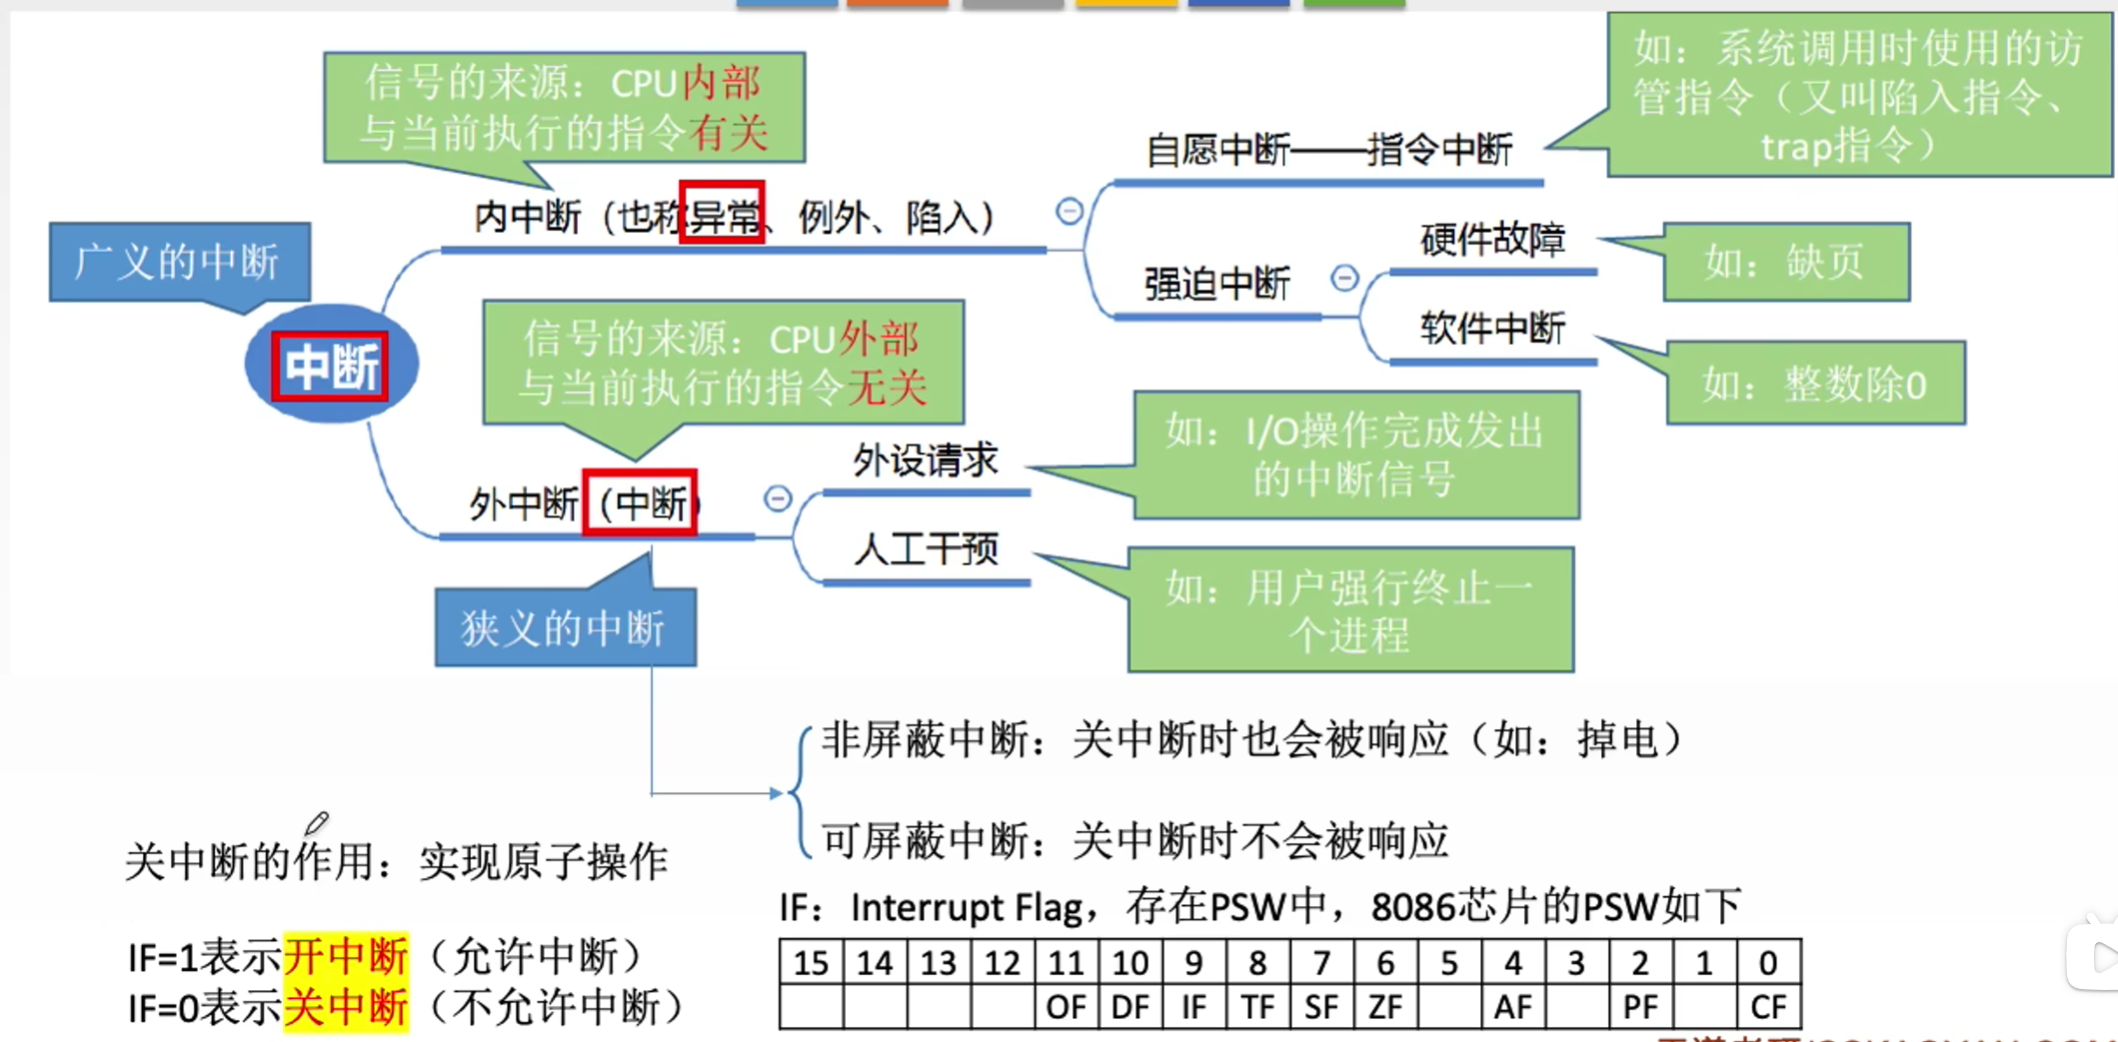 信号的来源：CPU内部
与当前执行的指令有关
如：系统调用时使用的访
管指令（又叫陷入指令、
trap指令）
自愿中断——指令中断
内中断（也称异常、例外、陷入）
广义的中断
硬件故障
如：缺页
强迫中断
软件中断
如：整数除0
中断
信号的来源：CPU外部
与当前执行的指令无关
外中断（中断）
外设请求
如：I/O操作完成发出
的中断信号
人工干预
如：用户强行终止一
个进程
狭义的中断
非屏蔽中断：关中断时也会被响应（如：掉电）
可屏蔽中断：关中断时不会被响应
关中断的作用：实现原子操作
IF=1表示开中断（允许中断）
IF=0表示关中断（不允许中断）
IF：Interrupt Flag，存在PSW中，8086芯片的PSW如下
15 14 13 12 11 10 9 8 7 6 5 4 3 2 1 0
OF DF IF TF SF ZF AF PF CF